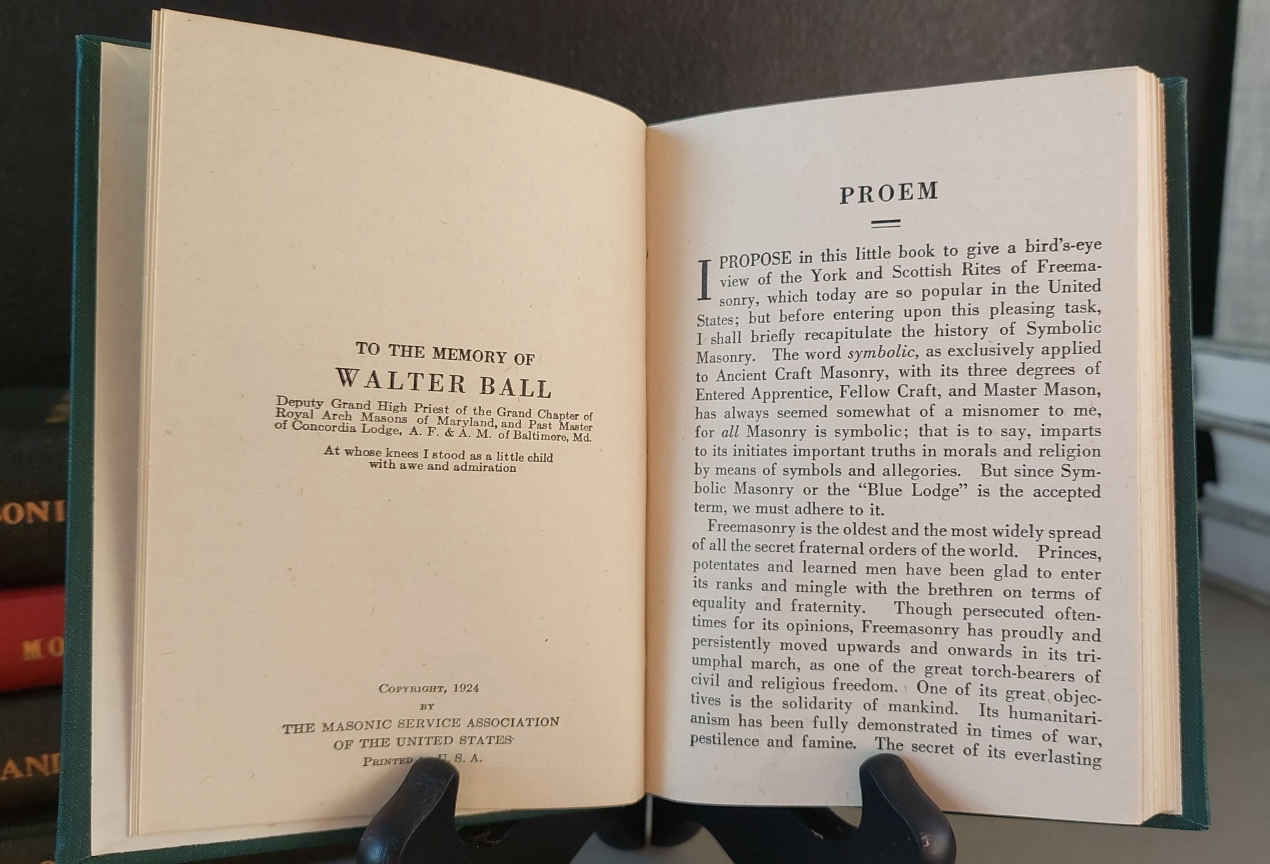 TO THE MEMORY OF
WALTER BALL
Deputy Grand High Priest of the Grand Chapter of
Royal Arch Masons of Maryland, and Past Master
of Concordia Lodge, A. F. & A. M. of Baltimore, Md.
At whose knees I stood as a little child
with awe and admiration
COPYRIGHT, 1924
BY
THE MASONIC SERVICE ASSOCIATION
OF THE UNITED STATES
PRINTED U. S. A.
PROEM
I PROPOSE in this little book to give a bird's-eye
view of the York and Scottish Rites of Freema-
sonry, which today are so popular in the United
States; but before entering upon this pleasing task,
I shall briefly recapitulate the history of Symbolic
Masonry. The word symbolic, as exclusively applied
to Ancient Craft Masonry, with its three degrees of
Entered Apprentice, Fellow Craft, and Master Mason,
has always seemed somewhat of a misnomer to me,
for all Masonry is symbolic; that is to say, imparts
to its initiates important truths in morals and religion
by means of symbols and allegories. But since Sym-
bolic Masonry or the “Blue Lodge” is the accepted
term, we must adhere to it.
Freemasonry is the oldest and the most widely spread
of all the secret fraternal orders of the world. Princes,
potentates and learned men have been glad to enter
its ranks and mingle with the brethren on terms of
equality and fraternity. Though persecuted often-
times for its opinions, Freemasonry has proudly and
persistently moved upwards and onwards in its tri-
umphal march, as one of the great torch-bearers of
civil and religious freedom. One of its great objec-
tives is the solidarity of mankind. Its humanitari-
anism has been fully demonstrated in times of war,
pestilence and famine. The secret of its everlasting